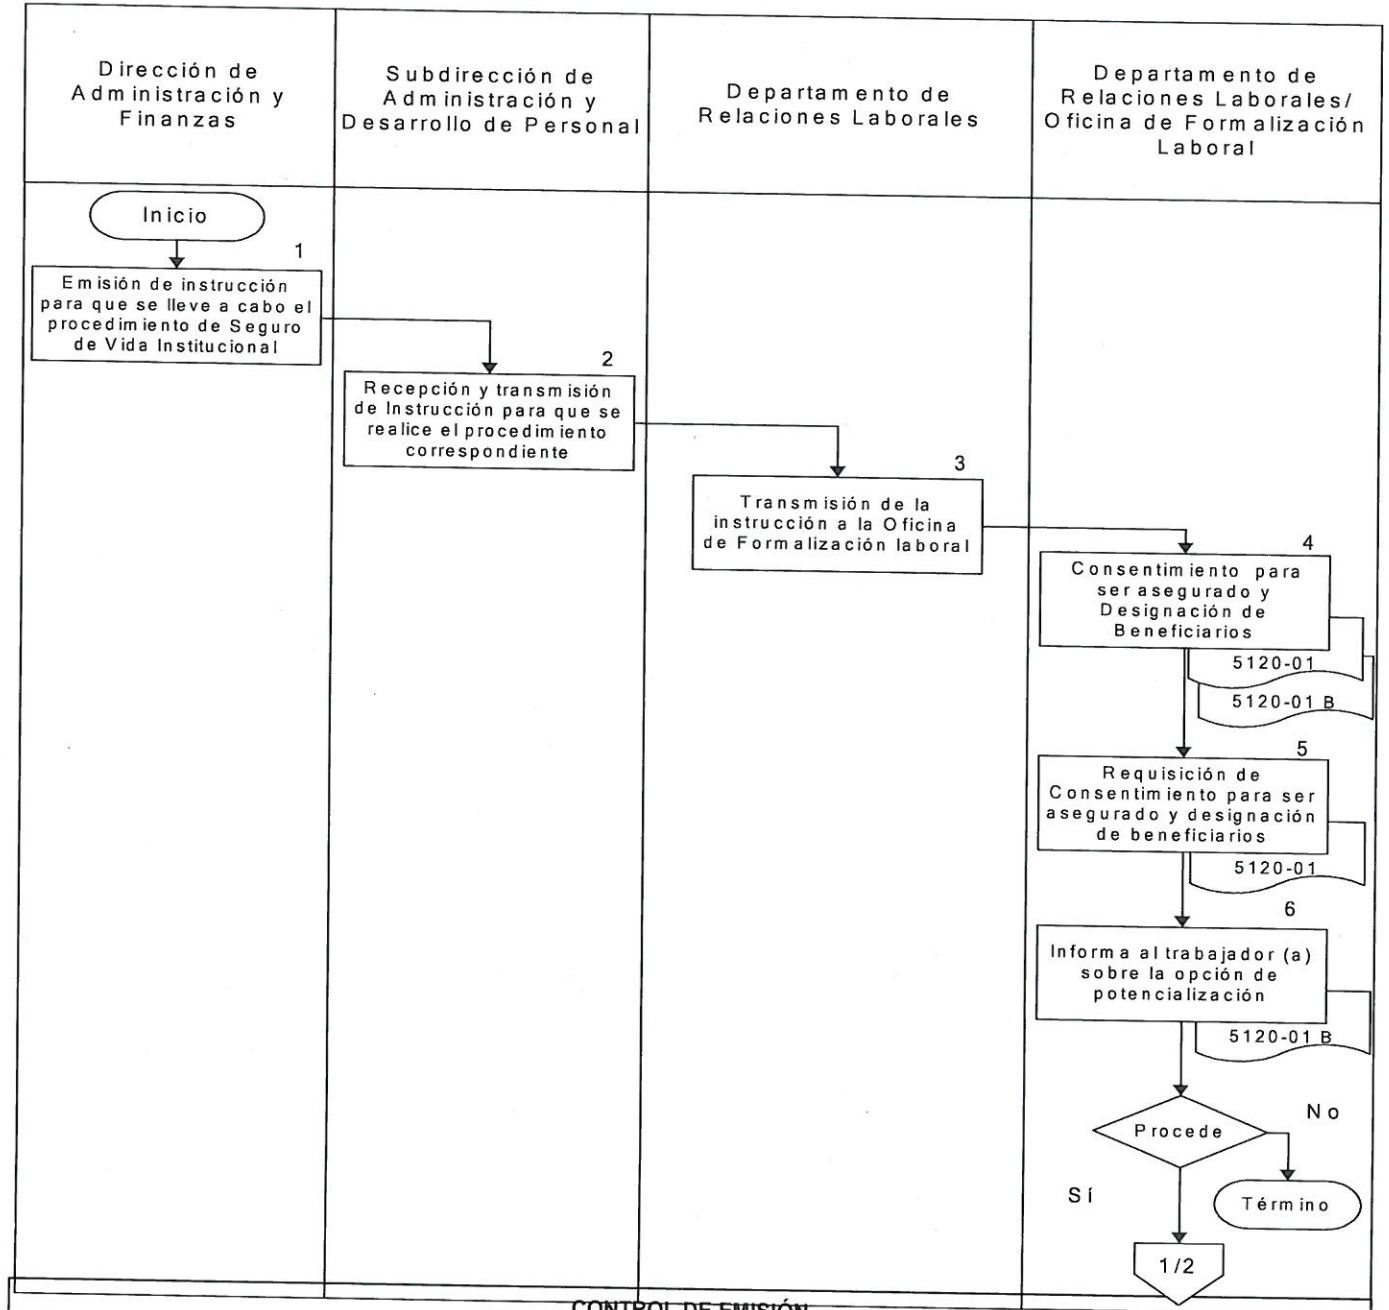 Dirección de
Administración y
Finanzas
Subdirección de
Administración y
Desarrollo de Personal
Departamento de
Relaciones Laborales
Departamento de
Relaciones Laborales/
Oficina de Formalización
Laboral
Inicio
1
Emisión de instrucción
para que se lleve a cabo el
procedimiento de Seguro
de Vida Institucional
2
Recepción y transmisión
de Instrucción para que se
realice el procedimiento
correspondiente
3
Transmisión de la
instrucción a la Oficina
de Formalización laboral
4
Consentimiento para
ser asegurado y
Designación de
Beneficiarios
5120-01
5120-01 B
5
Requisición de
Consentimiento para ser
asegurado y designación
de beneficiarios
5120-01
6
Informa al trabajador (a)
sobre la opción de
potencialización
5120-01 B
Procede
No
Sí
Término
1/2
CONTROL DE EMISIÓN